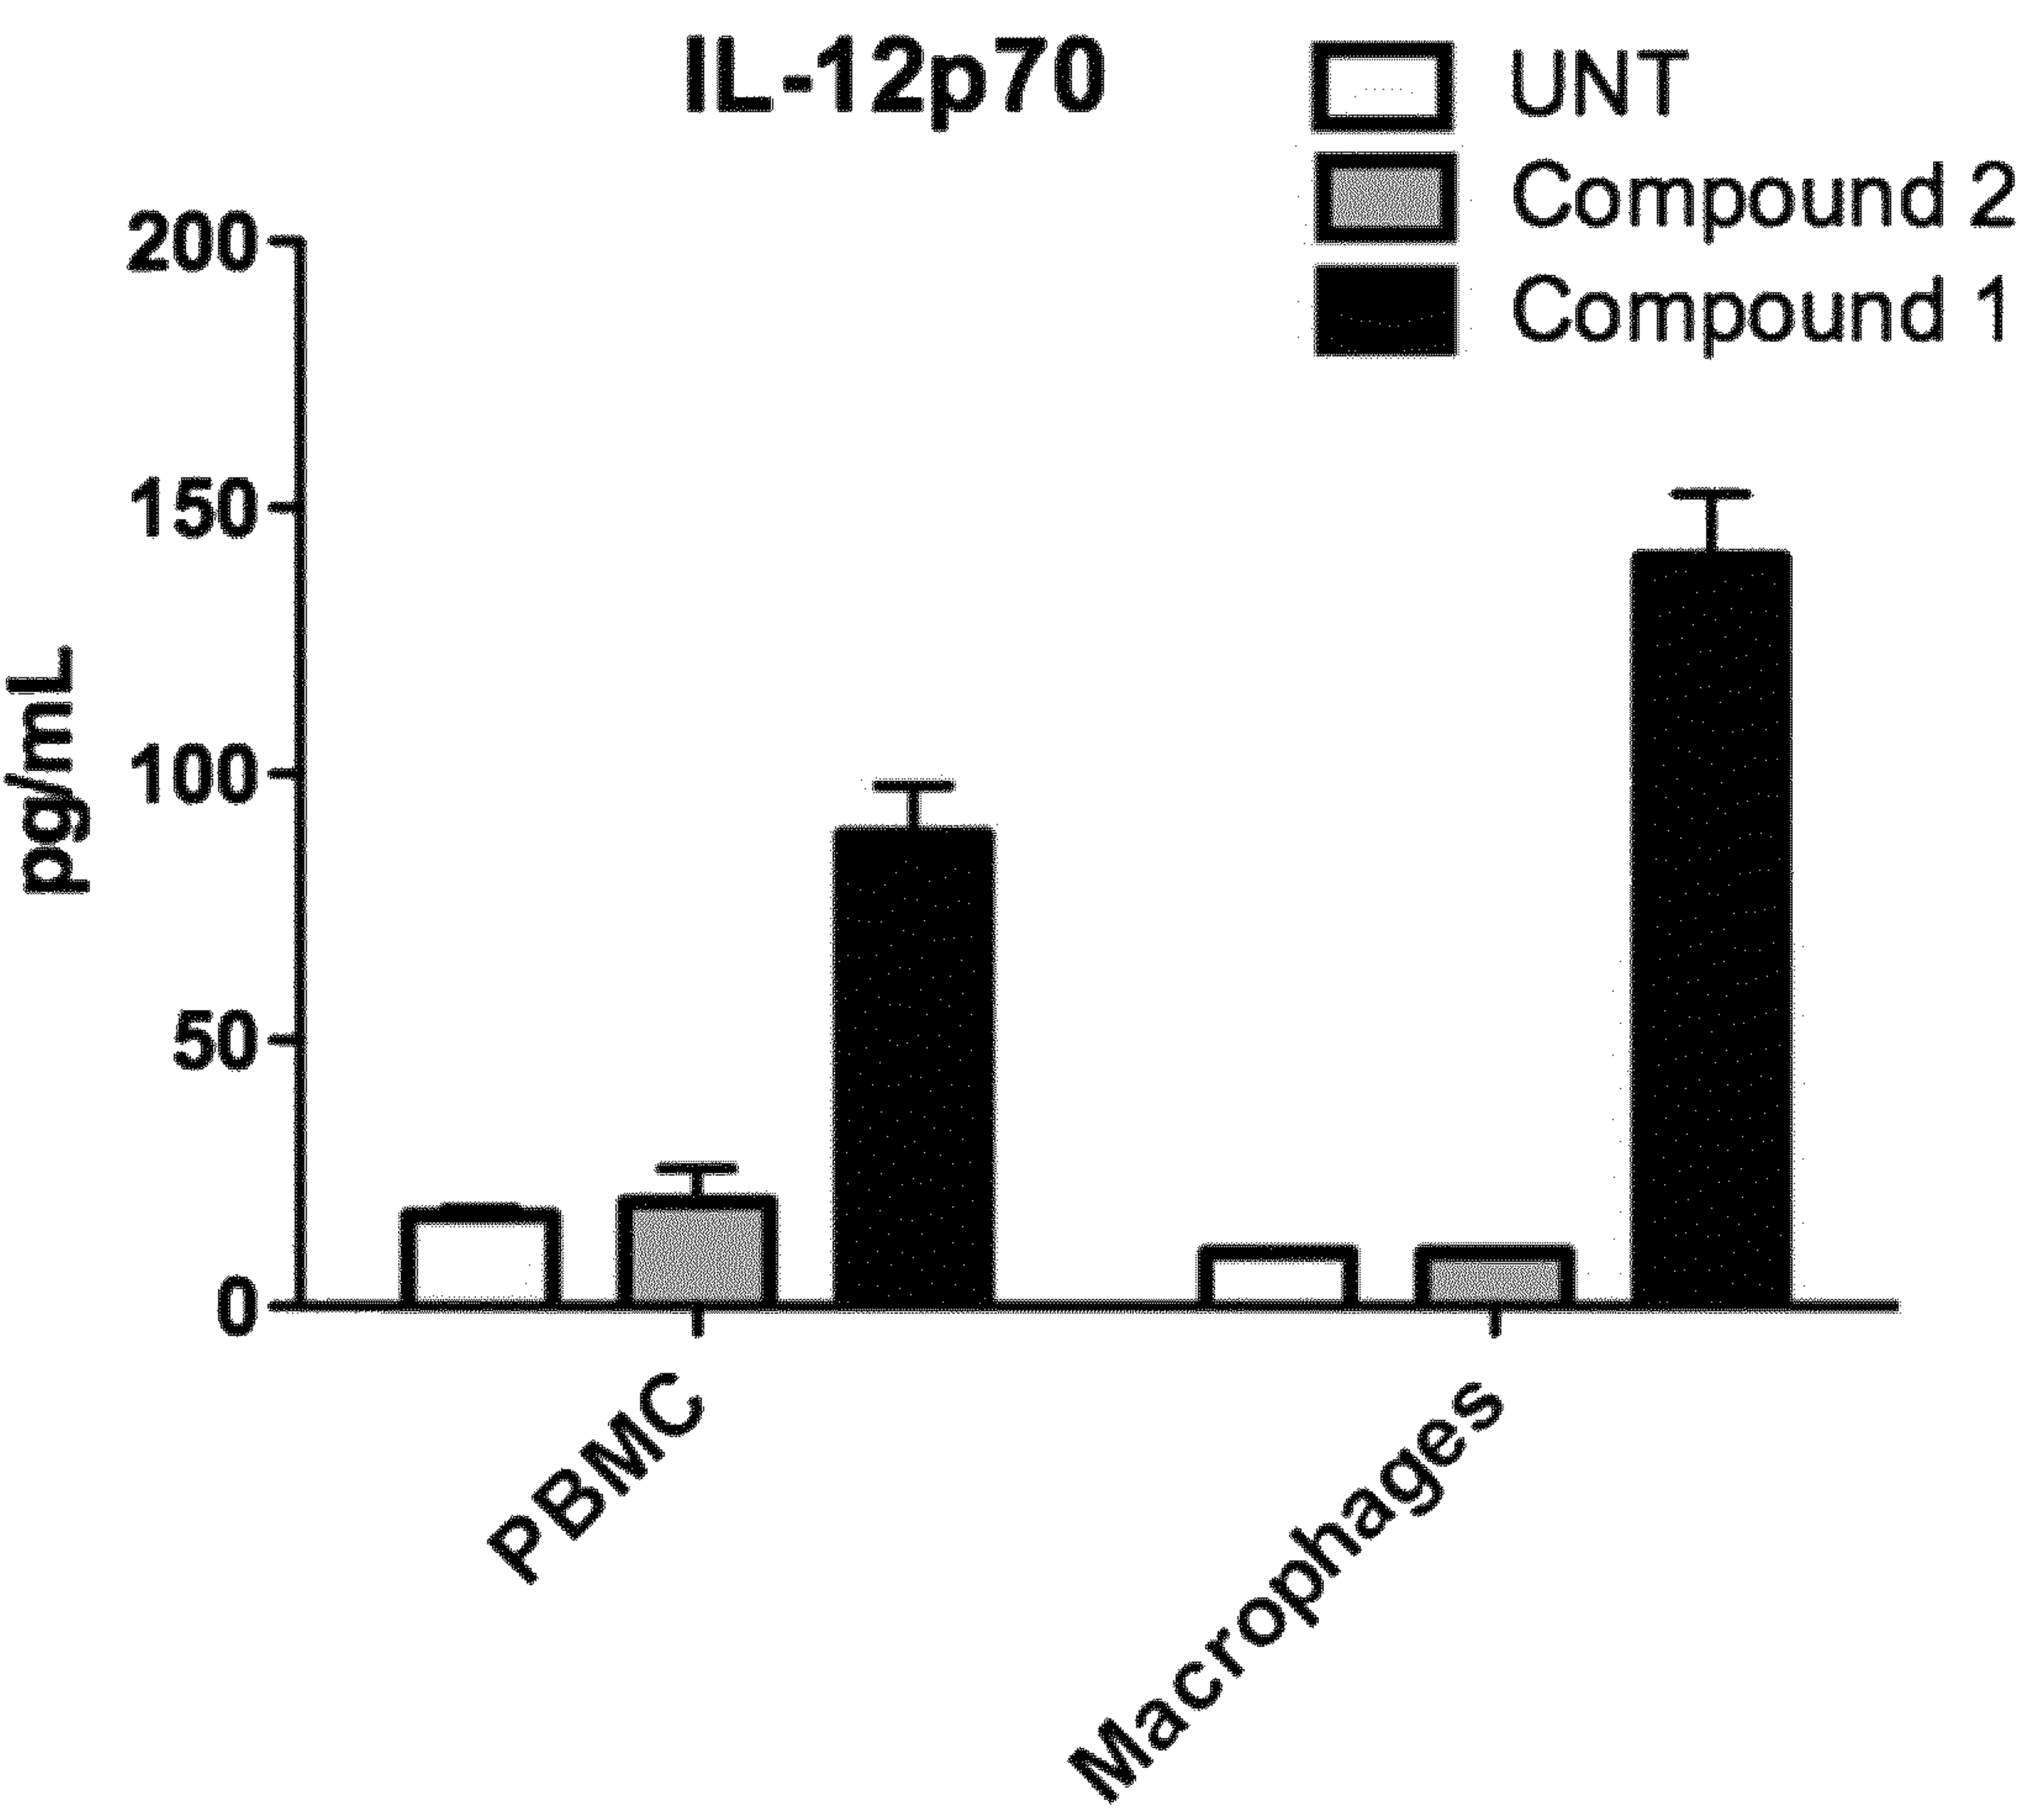 IL-12p70
UNT
Compound 2
Compound 1
pg/mL
200
150
100
50
0
PBMC
Macrophages